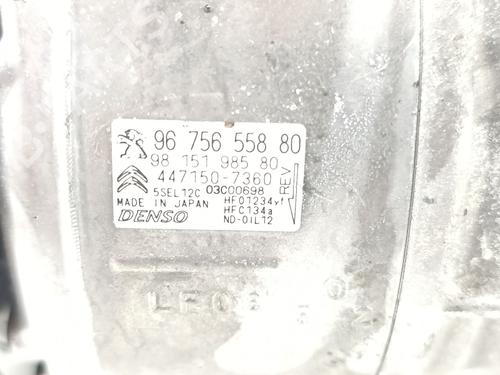 96 756 558 80
98 151 985 80
447150-7360
REV
5SEL12C 03C00698
MADE IN JAPAN
HFO1234yf
HFC134a
DENSO
ND-OIL12